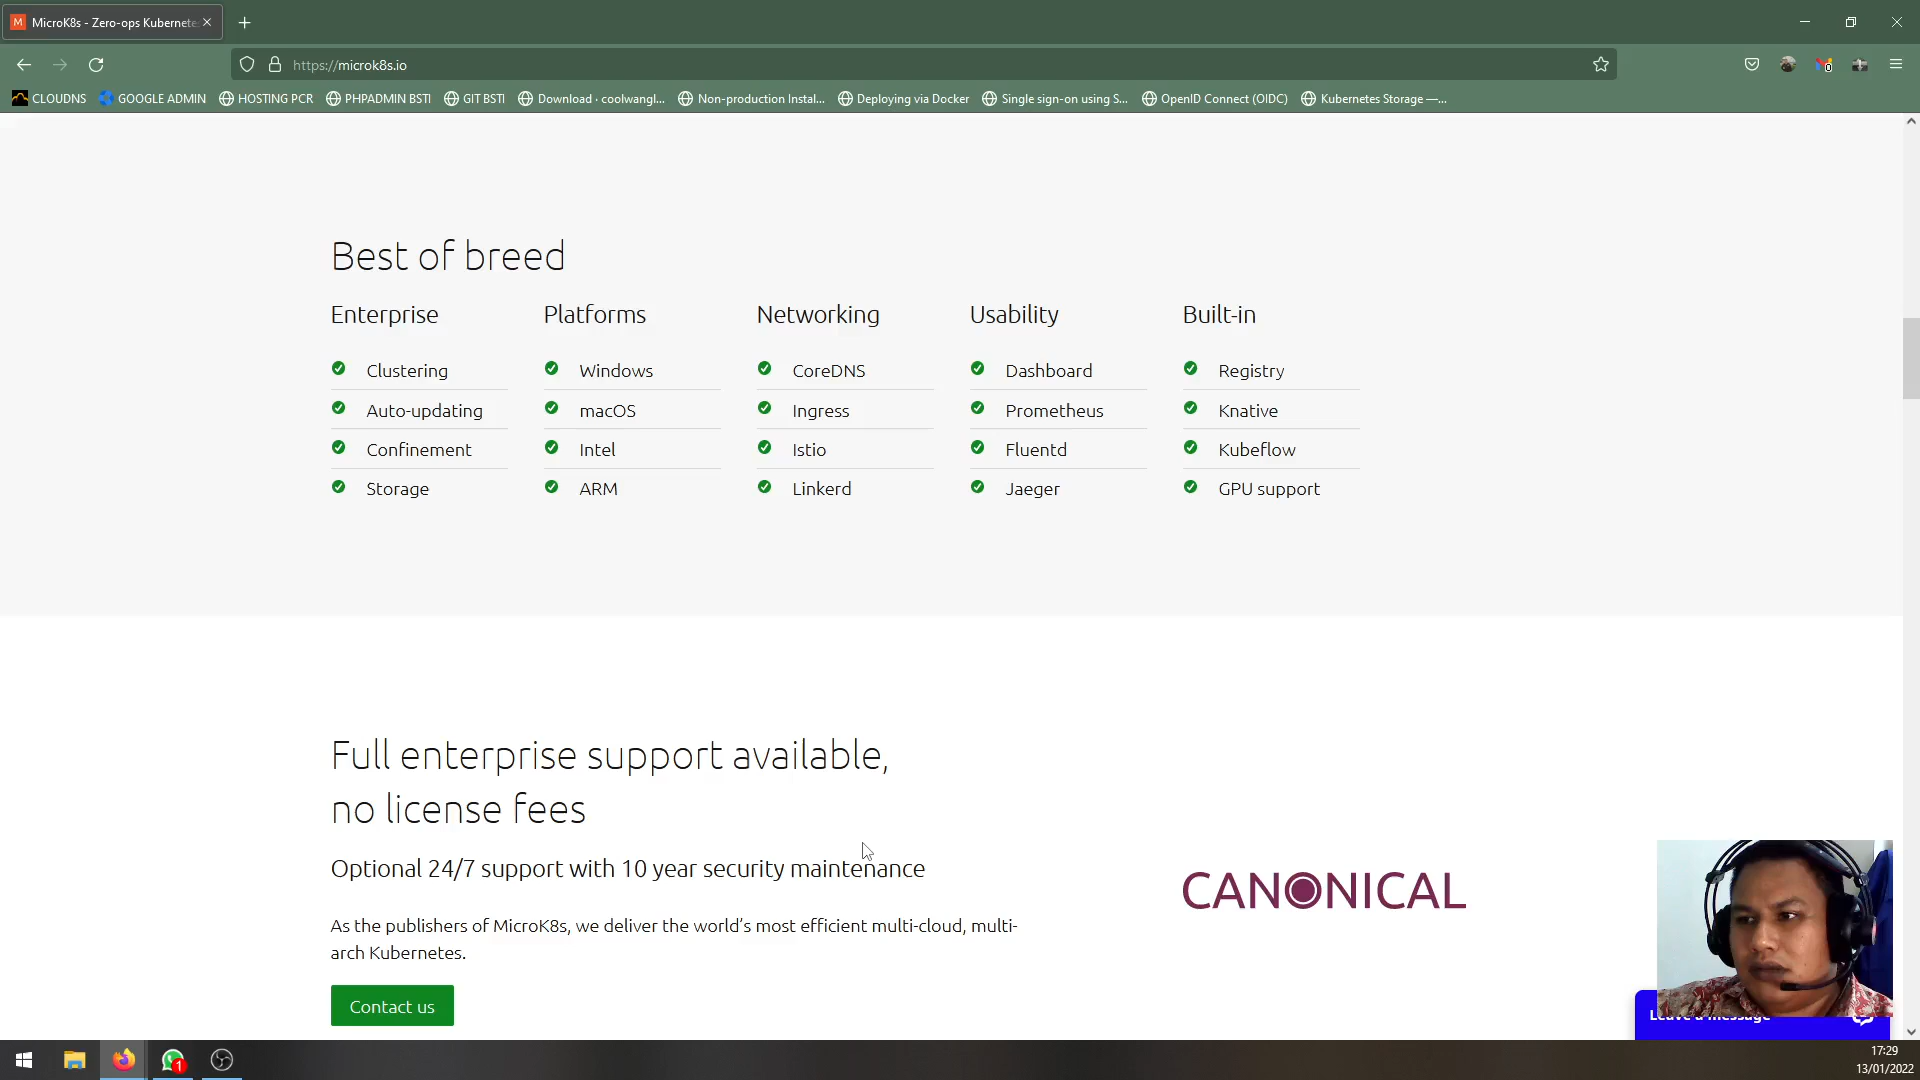 MicroK8s - Zero-ops Kubernete
https://microk8s.io
0
CLOUDNS
GOOGLE ADMIN
HOSTING PCR
PHPADMIN BSTI
GIT BSTI
Download · coolwangl...
Non-production Instal...
Deploying via Docker
Single sign-on using S...
OpenID Connect (OIDC)
Kubernetes Storage —...
Best of breed
Enterprise
Clustering
Auto-updating
Confinement
Storage
Platforms
Windows
macOS
Intel
ARM
Networking
CoreDNS
Ingress
Istio
Linkerd
Usability
Dashboard
Prometheus
Fluentd
Jaeger
Built-in
Registry
Knative
Kubeflow
GPU support
Full enterprise support available,
no license fees
Optional 24/7 support with 10 year security maintenance
As the publishers of MicroK8s, we deliver the world’s most efficient multi-cloud, multi-
arch Kubernetes.
Contact us
CANONICAL
Leave a message
1
17:29
13/01/2022